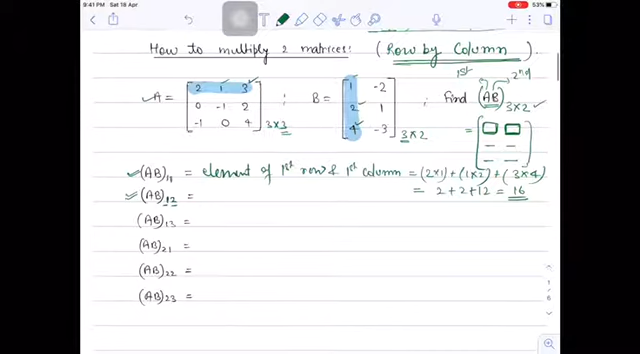 9:41 PM Sat 18 Apr 53%
How to multiply 2 matrices: (Row by Column).
1st 2nd
A = [ 2 1 3 ; B = [ 1 -2 ; Find (AB) 3×2
0 -1 2 2 1
-1 0 4 ] 3×3 4 -3 ] 3×2 =
(AB)11 = element of 1st row & 1st column = (2×1) + (1×2) + (3×4)
(AB)12 = = 2 + 2 + 12 = 16
(AB)13 =
(AB)21 =
(AB)22 =
(AB)23 =